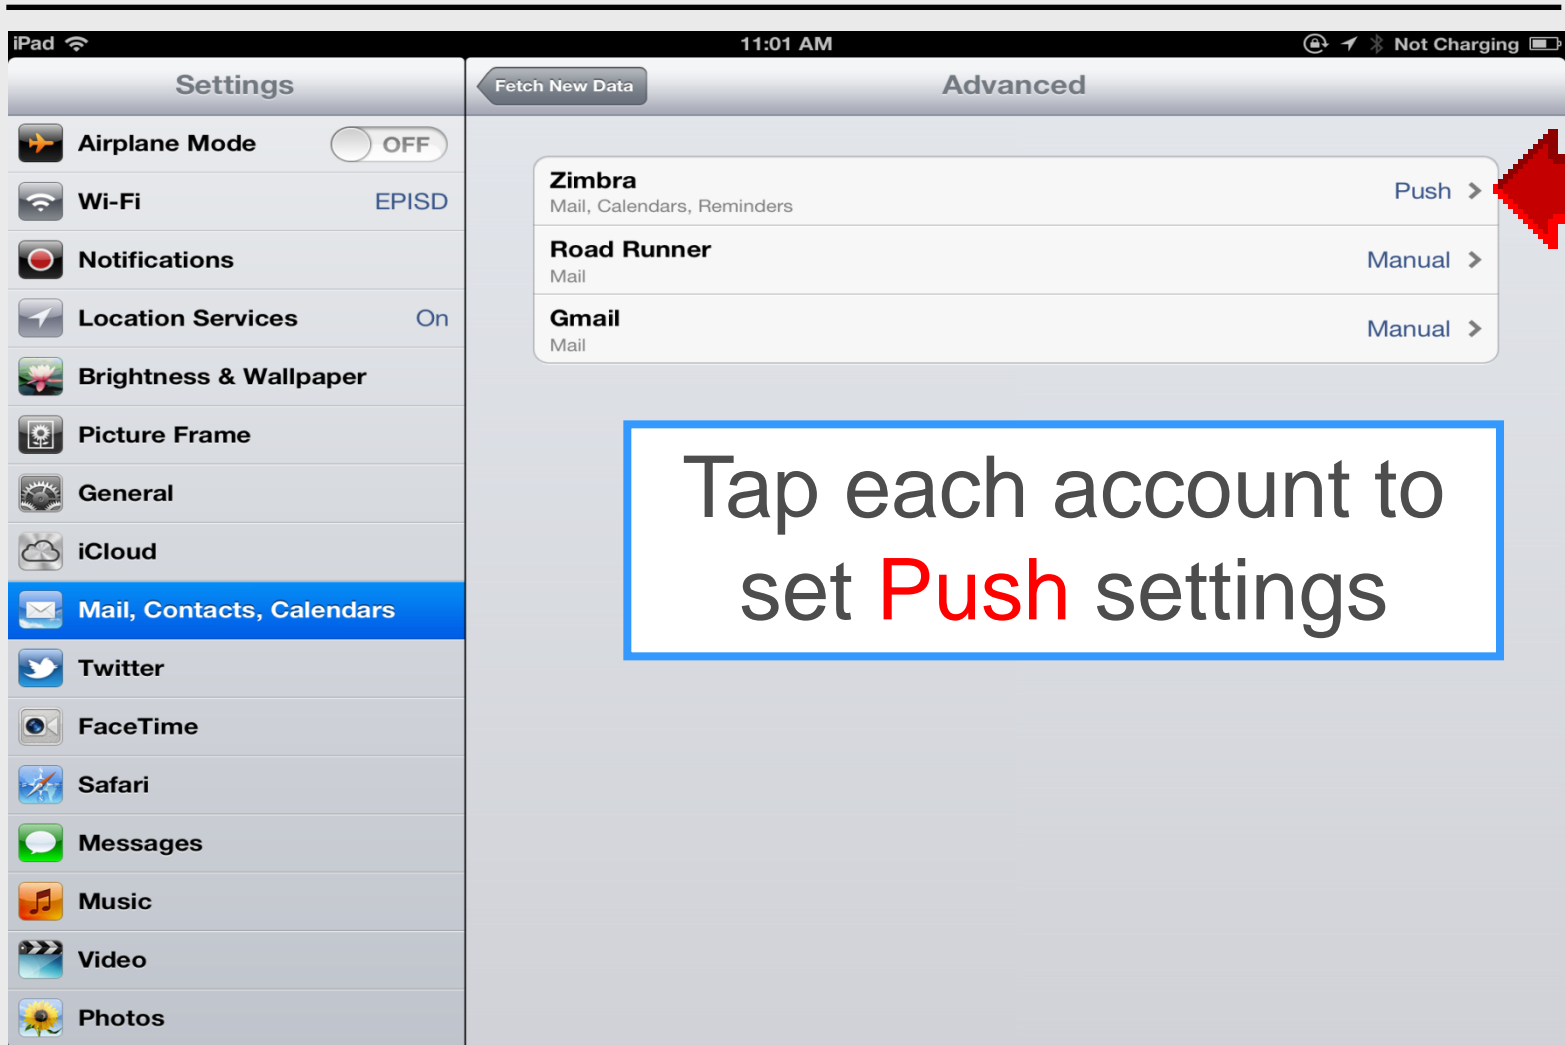 iPad 11:01 AM Not Charging
Settings
Fetch New Data Advanced
Airplane Mode OFF
Wi-Fi EPISD
Notifications
Location Services On
Brightness & Wallpaper
Picture Frame
General
iCloud
Mail, Contacts, Calendars
Twitter
FaceTime
Safari
Messages
Music
Video
Photos
Zimbra Push
Mail, Calendars, Reminders
Road Runner Manual
Mail
Gmail Manual
Mail
Tap each account to
set Push settings